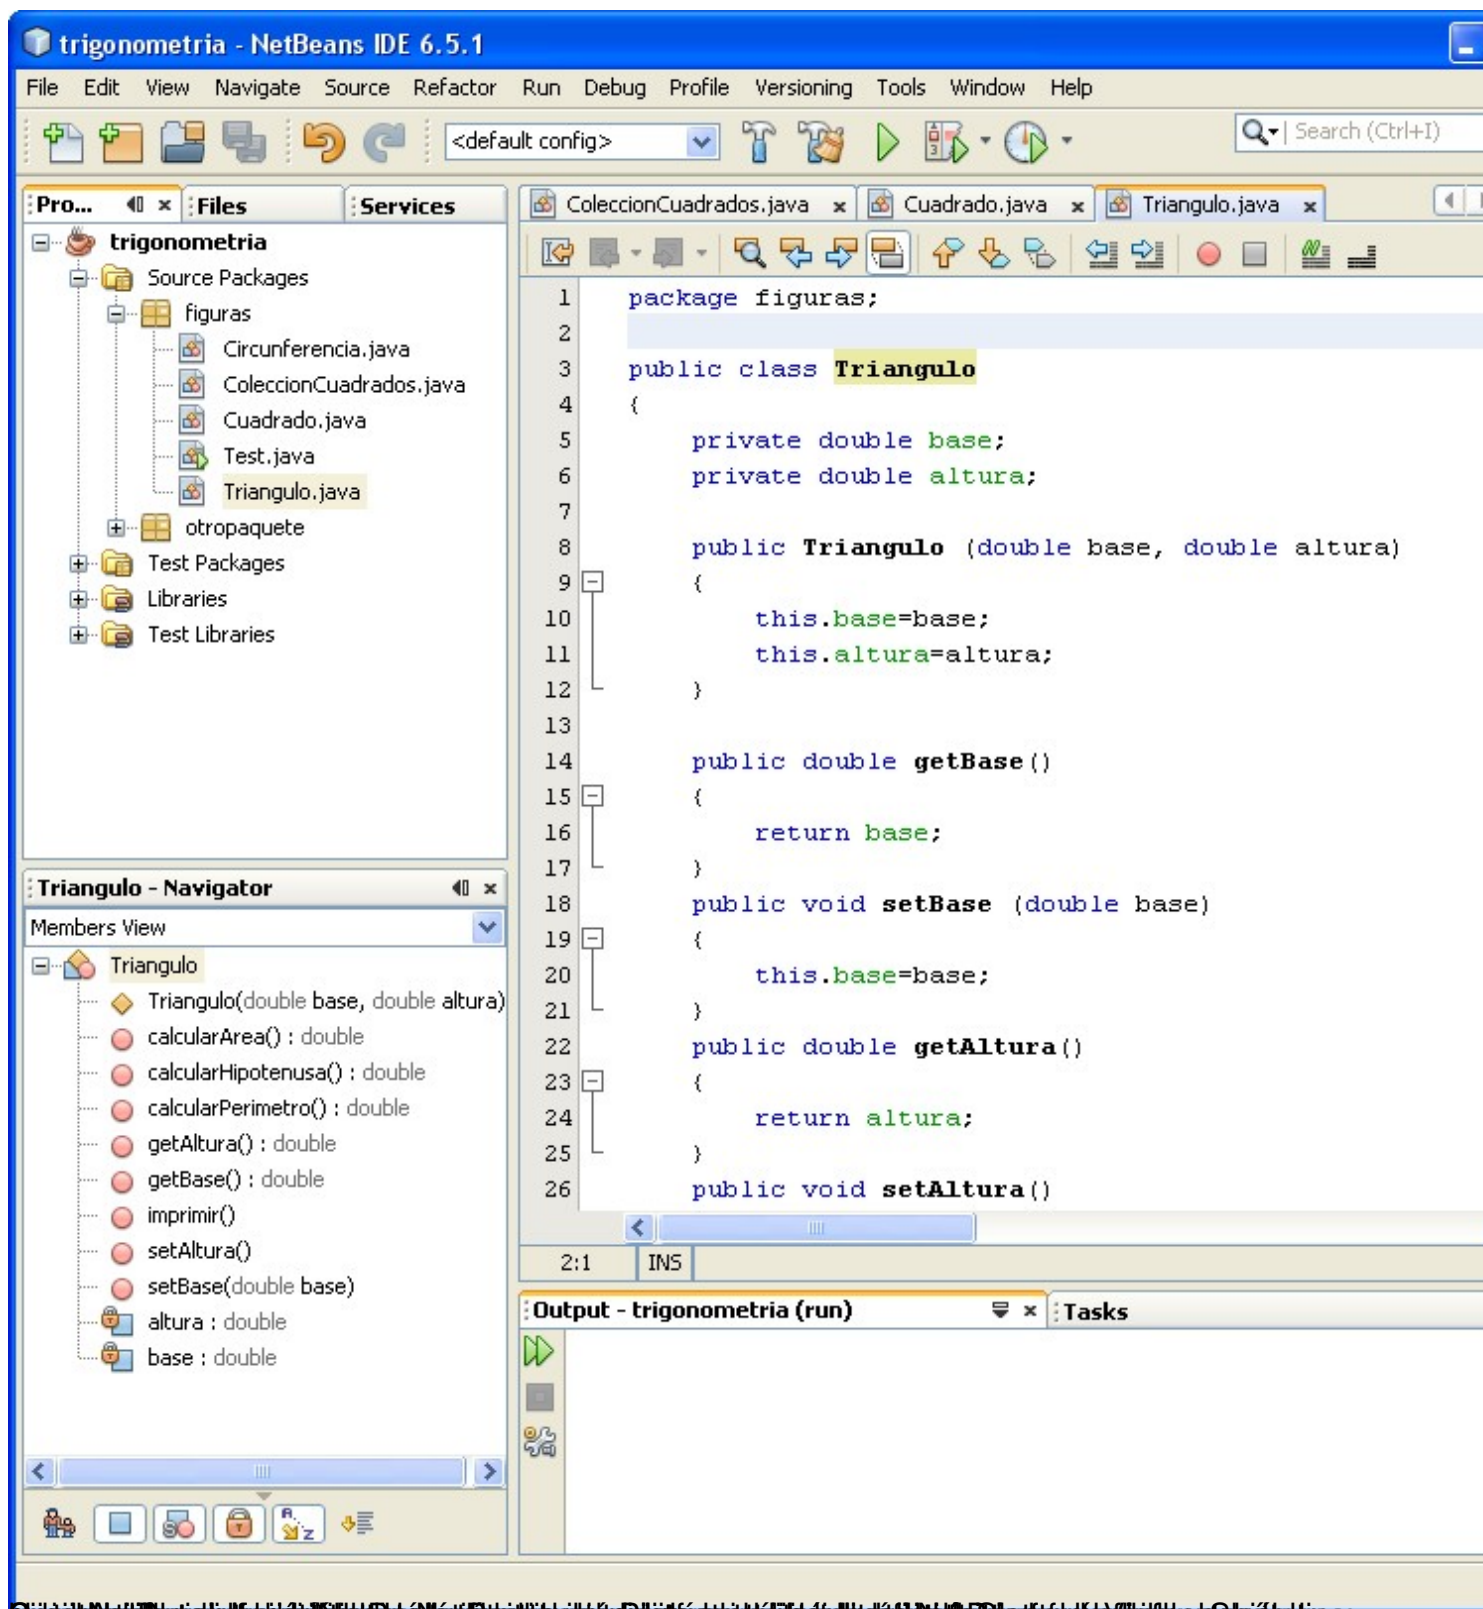 trigonometria - NetBeans IDE 6.5.1
File Edit View Navigate Source Refactor Run Debug Profile Versioning Tools Window Help
<default config>
Search (Ctrl+I)
Pro... Files Services
trigonometria
Source Packages
figuras
Circunferencia.java
ColeccionCuadrados.java
Cuadrado.java
Test.java
Triangulo.java
otropaquete
Test Packages
Libraries
Test Libraries
Triangulo - Navigator
Members View
Triangulo
Triangulo(double base, double altura)
calcularArea() : double
calcularHipotenusa() : double
calcularPerimetro() : double
getAltura() : double
getBase() : double
imprimir()
setAltura()
setBase(double base)
altura : double
base : double
ColeccionCuadrados.java Cuadrado.java Triangulo.java
1 package figuras;
2
3 public class Triangulo
4 {
5 private double base;
6 private double altura;
7
8 public Triangulo (double base, double altura)
9 {
10 this.base=base;
11 this.altura=altura;
12 }
13
14 public double getBase()
15 {
16 return base;
17 }
18 public void setBase (double base)
19 {
20 this.base=base;
21 }
22 public double getAltura()
23 {
24 return altura;
25 }
26 public void setAltura()
2:1 INS
Output - trigonometria (run) Tasks